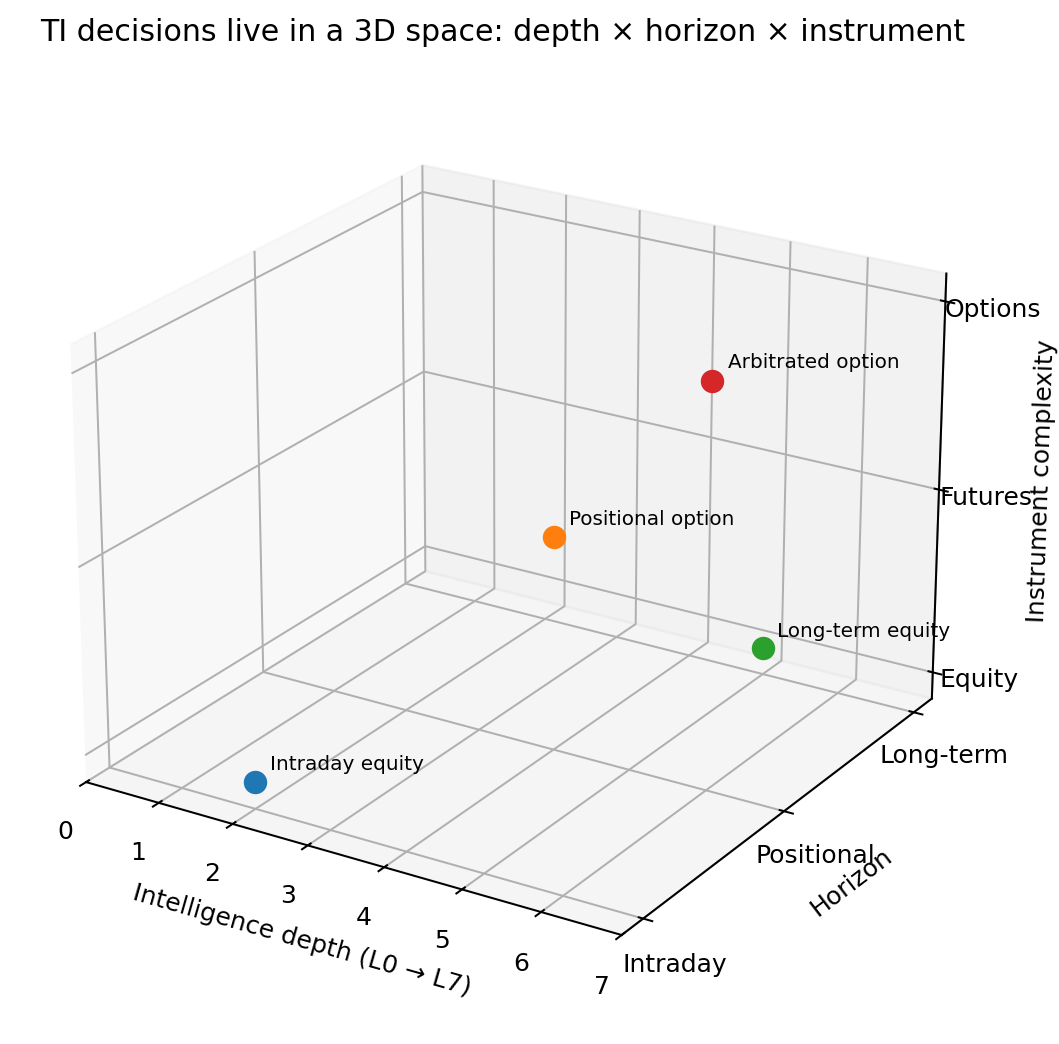 TI decisions live in a 3D space: depth × horizon × instrument
Options
Arbitrated option
Instrument complexity
Futures
Positional option
Long-term equity
Equity
Long-term
Intraday equity
0
1
2
3
4
5
6
7
Positional
Horizon
Intraday
Intelligence depth (L0 → L7)